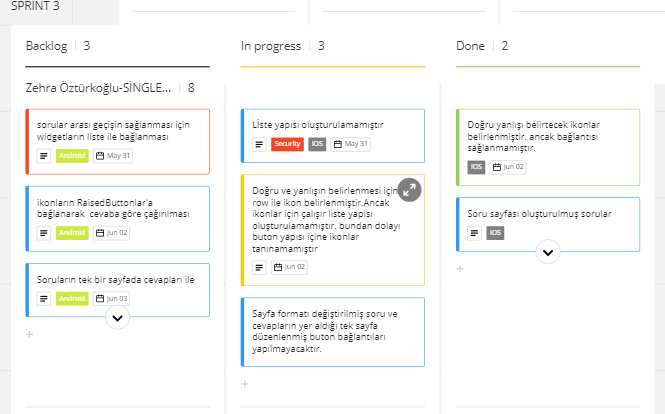 SPRINT 3
Backlog 3
In progress 3
Done 2
Zehra Öztürkoğlu-SİNGLE... 8
sorular arası geçişin sağlanması için
widgetların liste ile bağlanması
Android May 31
ikonların RaisedButtonlar'a
bağlanarak cevaba göre çağırılması
Android Jun 02
Soruların tek bir sayfada cevapları ile
Android Jun 03
+
Lİste yapısı oluşturulamamıştır
Security IOS May 31
Doğru ve yanlışın belirlenmesi için
row ile ikon belirlenmiştir.Ancak
ikonlar için çalışır liste yapısı
oluşturulamamıştır. bundan dolayı
buton yapısı içine ikonlar
tanınamamıştır
Jun 02
Sayfa formatı değiştirilmiş soru ve
cevapların yer aldığı tek sayfa
düzenlenmiş buton bağlantıları
yapılmayacaktır.
+
Doğru yanlışı belirtecek ikonlar
belirlenmiştir. ancak bağlantısı
sağlanmamıştır.
IOS Jun 02
Soru sayfası oluşturulmuş sorular
IOS
+